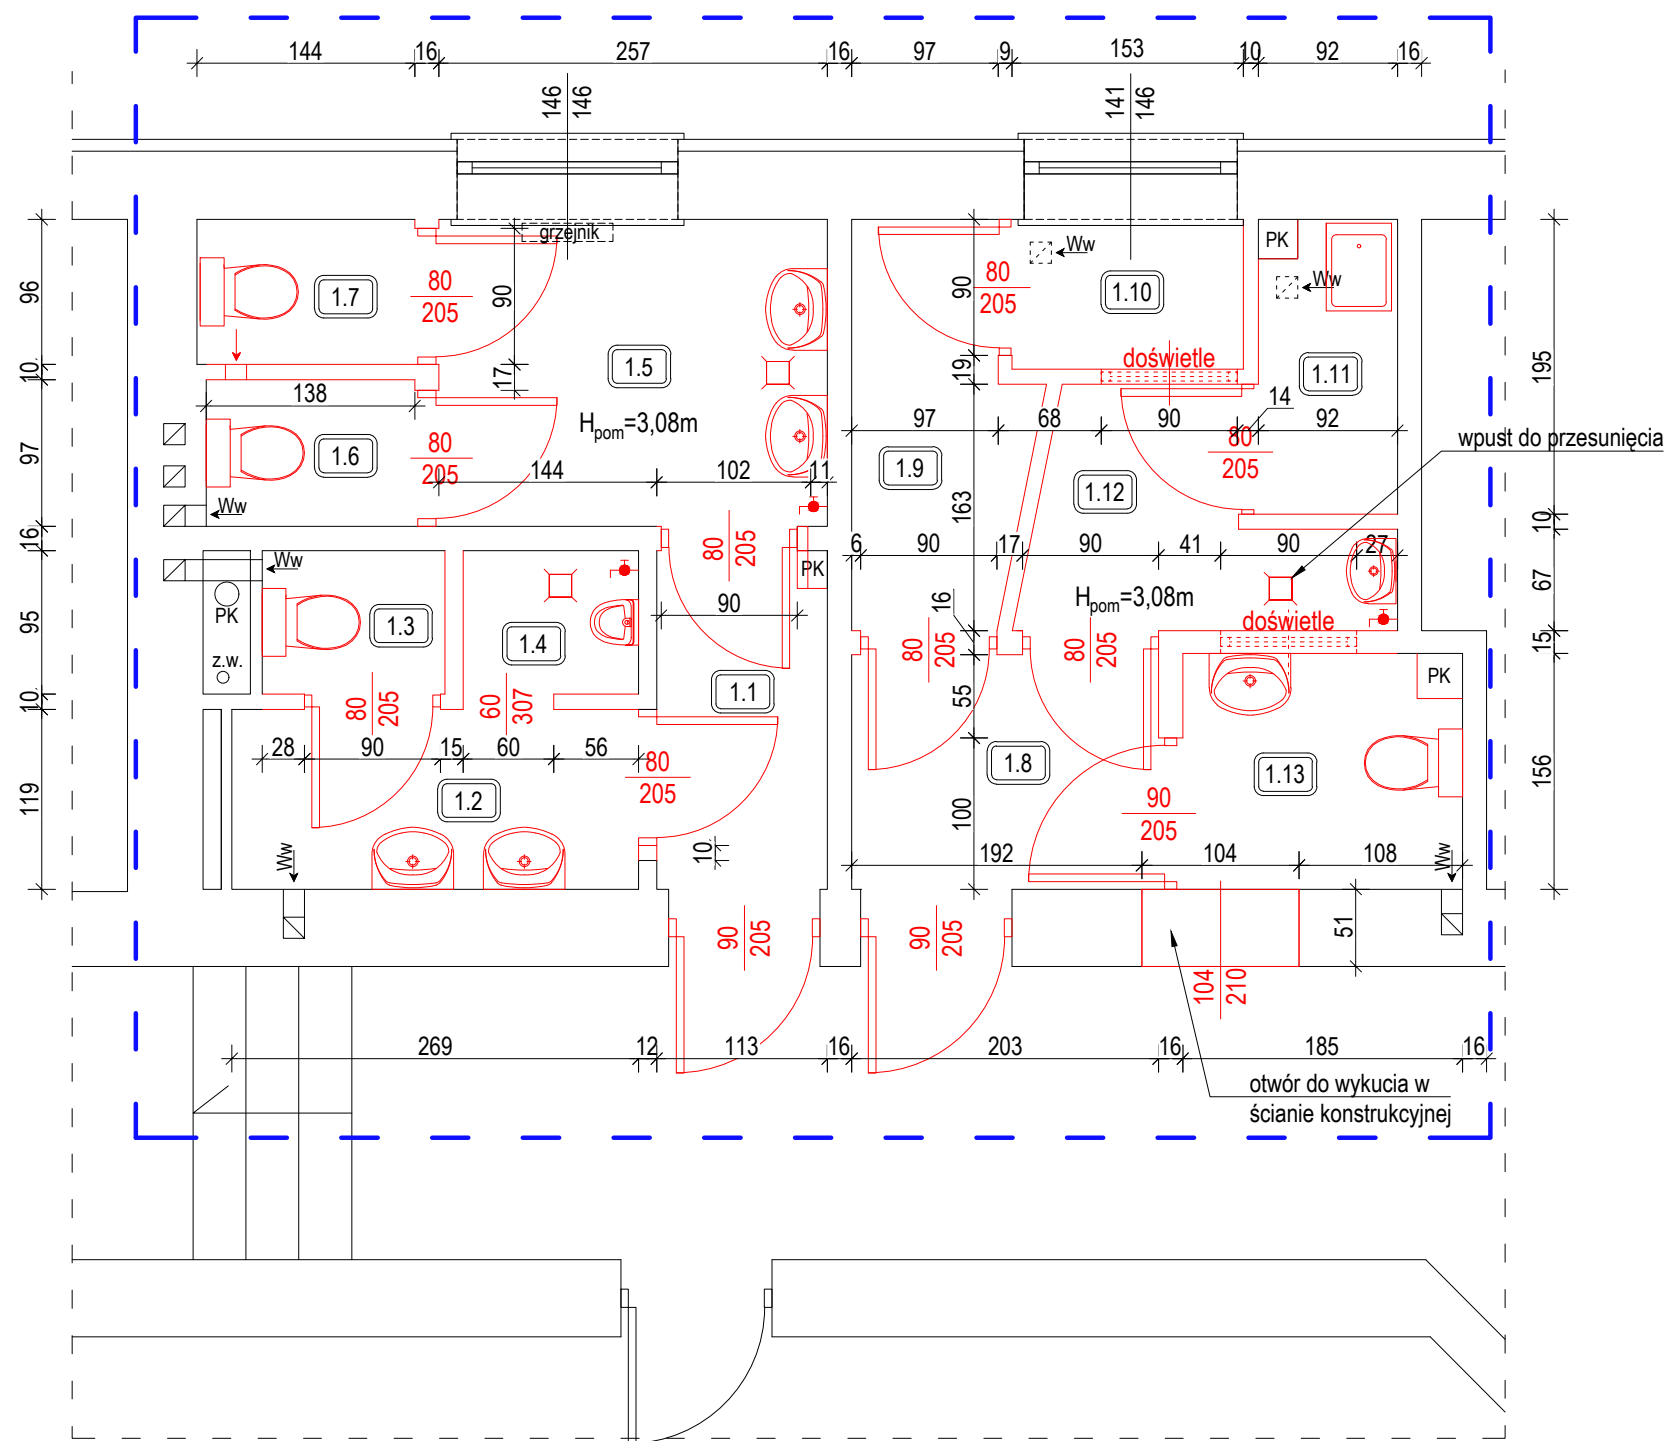 144 16 257 16 97 9 153 10 92 16
146 146
141 146
grzejnik
Ww
PK
Ww
96
1.7
80
205
90
80
205
90
1.10
10
17
1.5
19
doświetle
1.11
195
138
14
Hpom=3,08m
97 68 90 92
97
1.6
80
205
80
205
wpust do przesunięcia
144 102 11
1.9
1.12
Ww
163
16
80
205
6 90 17 90 41 90 27
10
Ww
PK
PK
90
16
Hpom=3,08m
doświetle
67
95
1.3
1.4
80
205
80
205
15
z.w.
1.1
PK
10
80
205
60
307
55
28 90 15 60 56
80
205
1.8
1.13
156
119
1.2
90
205
100
Ww
10
192 104 108
Ww
90
205
90
205
51
104
210
269 12 113 16 203 16 185 16
otwór do wykucia w
ścianie konstrukcyjnej